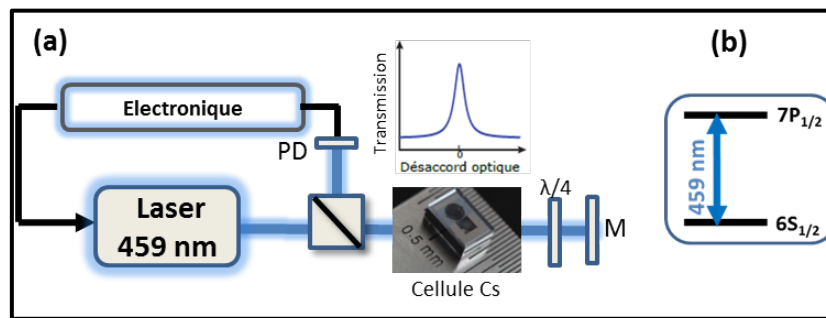 (a)
Electronique
PD
Transmission
0
Désaccord optique
Laser
459 nm
0.5 mm
Cellule Cs
λ/4
M
(b)
7P1/2
459 nm
6S1/2